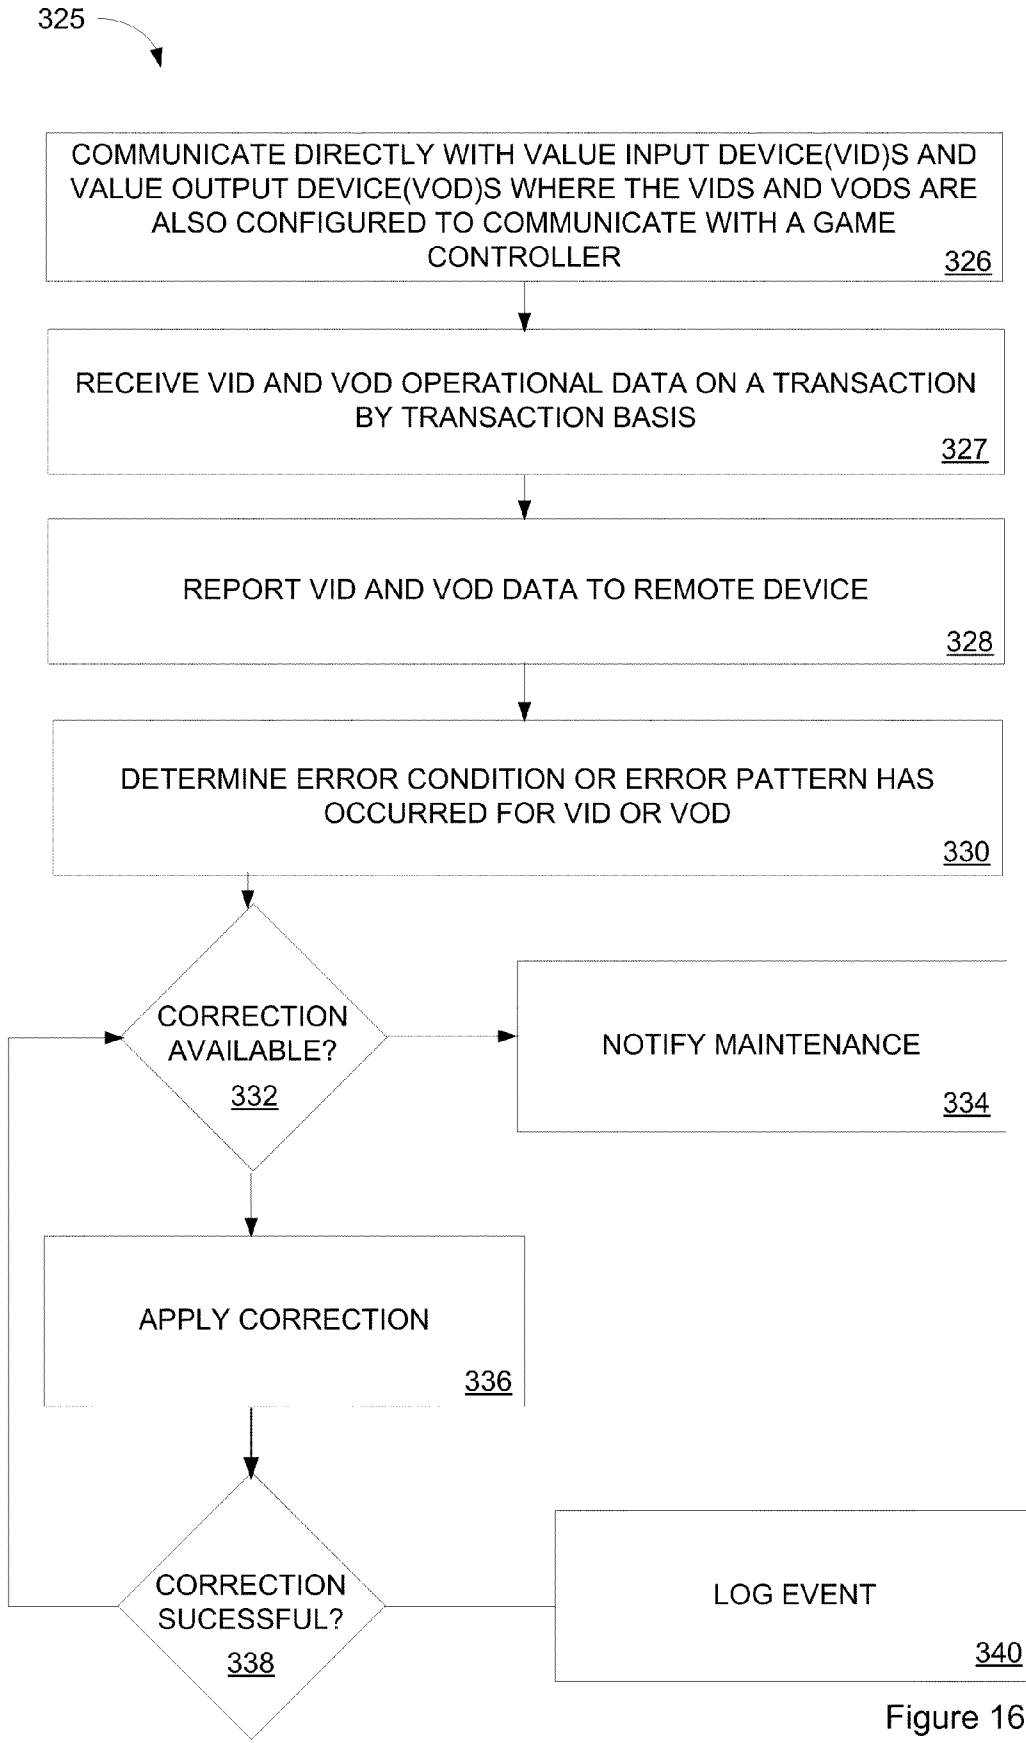 325
COMMUNICATE DIRECTLY WITH VALUE INPUT DEVICE(VID)S AND
VALUE OUTPUT DEVICE(VOD)S WHERE THE VIDS AND VODS ARE
ALSO CONFIGURED TO COMMUNICATE WITH A GAME
CONTROLLER
326
RECEIVE VID AND VOD OPERATIONAL DATA ON A TRANSACTION
BY TRANSACTION BASIS
327
REPORT VID AND VOD DATA TO REMOTE DEVICE
328
DETERMINE ERROR CONDITION OR ERROR PATTERN HAS
OCCURRED FOR VID OR VOD
330
CORRECTION
AVAILABLE?
332
NOTIFY MAINTENANCE
334
APPLY CORRECTION
336
CORRECTION
SUCESSFUL?
338
LOG EVENT
340
Figure 16